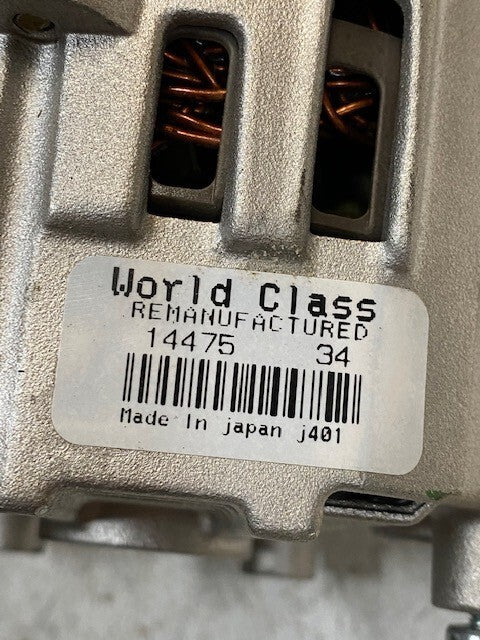 World Class
REMANUFACTURED
14475 34
Made In japan j401